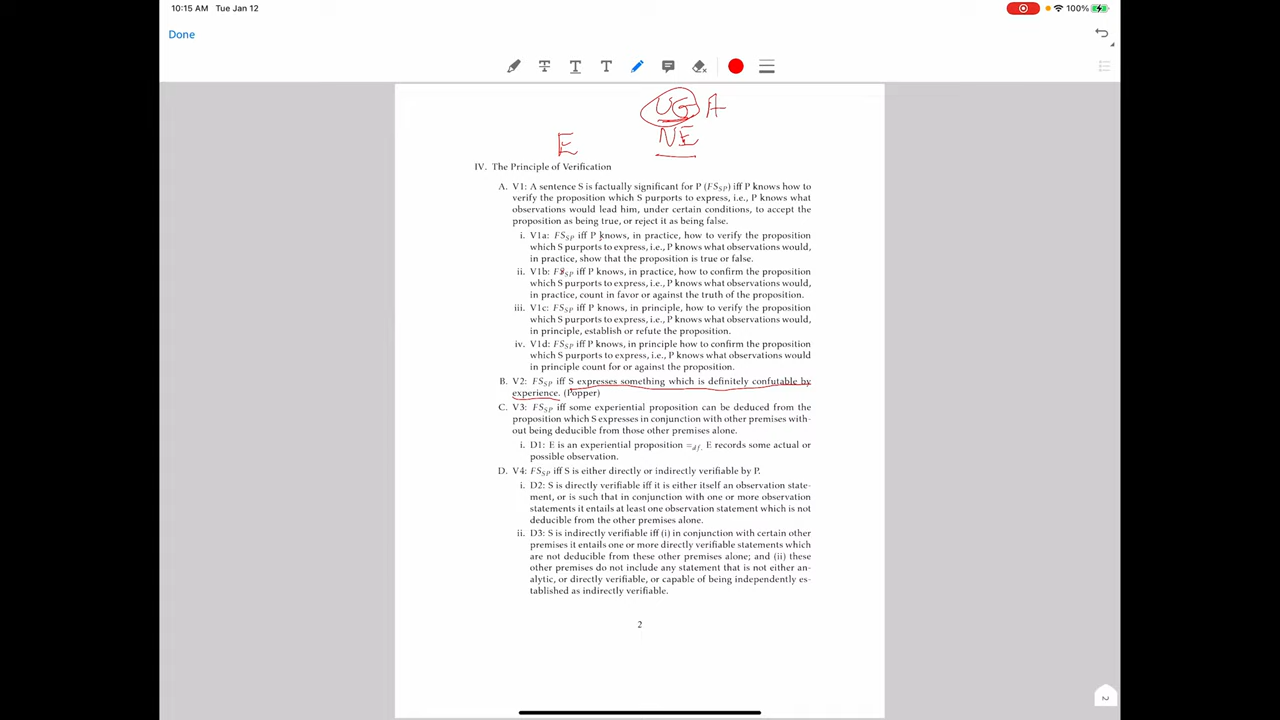 10:15 AM Tue Jan 12
100%
Done
UG A
NE
E
IV. The Principle of Verification
A. V1: A sentence S is factually significant for P (FS_SP) iff P knows how to
verify the proposition which S purports to express, i.e., P knows what
observations would lead him, under certain conditions, to accept the
proposition as being true, or reject it as being false.
i. V1a: FS_SP iff P knows, in practice, how to verify the proposition
which S purports to express, i.e., P knows what observations would,
in practice, show that the proposition is true or false.
ii. V1b: FS_SP iff P knows, in practice, how to confirm the proposition
which S purports to express, i.e., P knows what observations would,
in practice, count in favor or against the truth of the proposition.
iii. V1c: FS_SP iff P knows, in principle, how to verify the proposition
which S purports to express, i.e., P knows what observations would,
in principle, establish or refute the proposition.
iv. V1d: FS_SP iff P knows, in principle how to confirm the proposition
which S purports to express, i.e., P knows what observations would
in principle count for or against the proposition.
B. V2: FS_SP iff S expresses something which is definitely confutable by
experience. (Popper)
C. V3: FS_SP iff some experiential proposition can be deduced from the
proposition which S expresses in conjunction with other premises with-
out being deducible from those other premises alone.
i. D1: E is an experiential proposition =df. E records some actual or
possible observation.
D. V4: FS_SP iff S is either directly or indirectly verifiable by P.
i. D2: S is directly verifiable iff it is either itself an observation state-
ment, or is such that in conjunction with one or more observation
statements it entails at least one observation statement which is not
deducible from the other premises alone.
ii. D3: S is indirectly verifiable iff (i) in conjunction with certain other
premises it entails one or more directly verifiable statements which
are not deducible from these other premises alone; and (ii) these
other premises do not include any statement that is not either an-
alytic, or directly verifiable, or capable of being independently es-
tablished as indirectly verifiable.
2
2